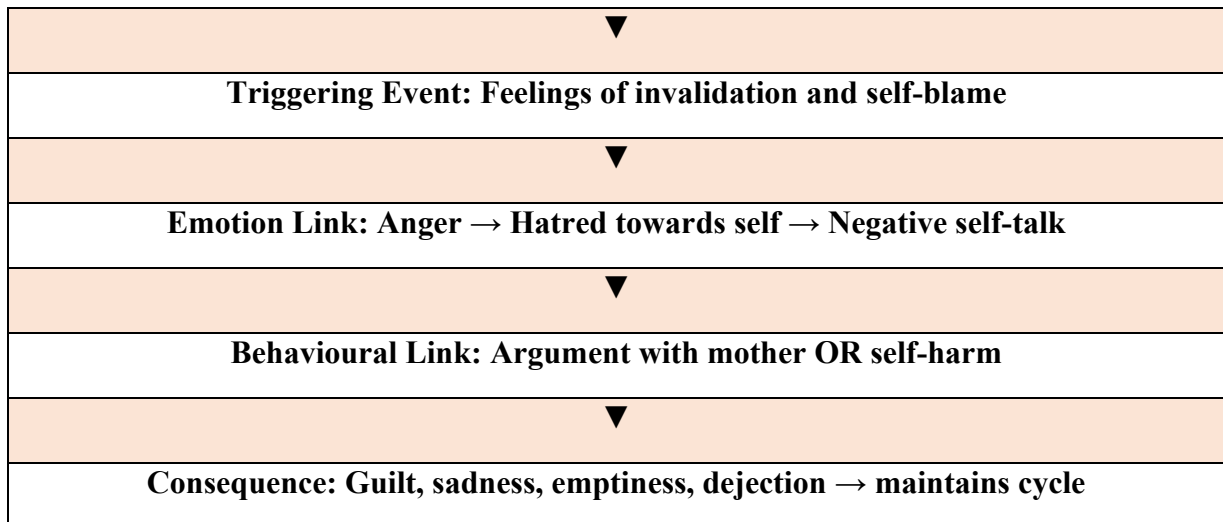 ▼
Triggering Event: Feelings of invalidation and self-blame
▼
Emotion Link: Anger → Hatred towards self → Negative self-talk
▼
Behavioural Link: Argument with mother OR self-harm
▼
Consequence: Guilt, sadness, emptiness, dejection → maintains cycle